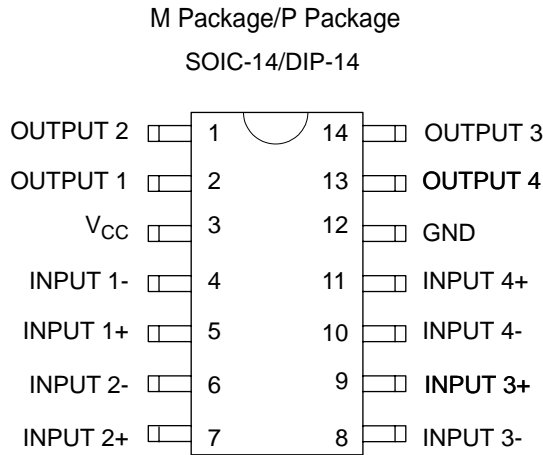 M Package/P Package
SOIC-14/DIP-14
OUTPUT 2 1 14 OUTPUT 3
OUTPUT 1 2 13 OUTPUT 4
VCC 3 12 GND
INPUT 1- 4 11 INPUT 4+
INPUT 1+ 5 10 INPUT 4-
INPUT 2- 6 9 INPUT 3+
INPUT 2+ 7 8 INPUT 3-